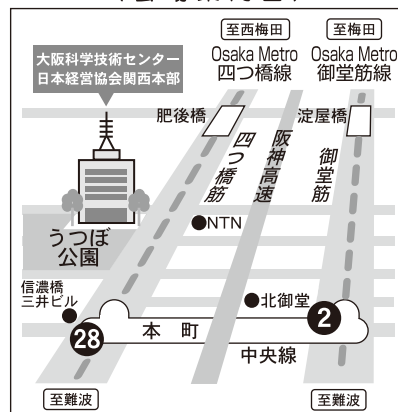 至西梅田
至梅田
大阪科学技術センター
日本経営協会関西本部
Osaka Metro
四つ橋線
Osaka Metro
御堂筋線
肥後橋
淀屋橋
四つ橋筋
阪神高速
御堂筋
うつぼ
公園
●NTN
信濃橋
三井ビル
●北御堂
28
本町
2
中央線
至難波
至難波